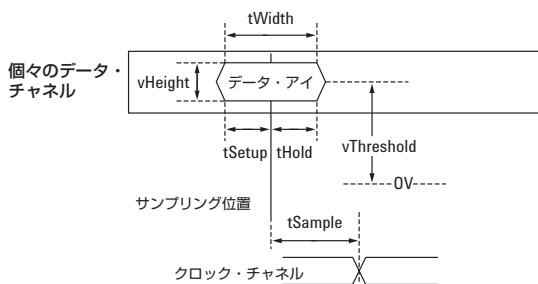 tWidth
個々のデータ・
チャネル
vHeight
データ・アイ
tSetup
tHold
vThreshold
0V
サンプリング位置
tSample
クロック・チャネル